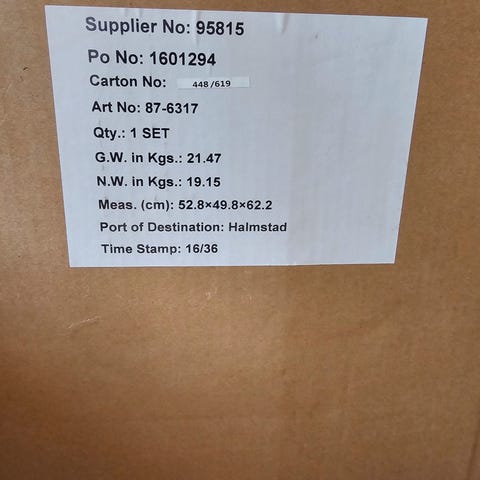 Supplier No: 95815
Po No: 1601294
Carton No: 448/619
Art No: 87-6317
Qty.: 1 SET
G.W. in Kgs.: 21.47
N.W. in Kgs.: 19.15
Meas. (cm): 52.8×49.8×62.2
Port of Destination: Halmstad
Time Stamp: 16/36